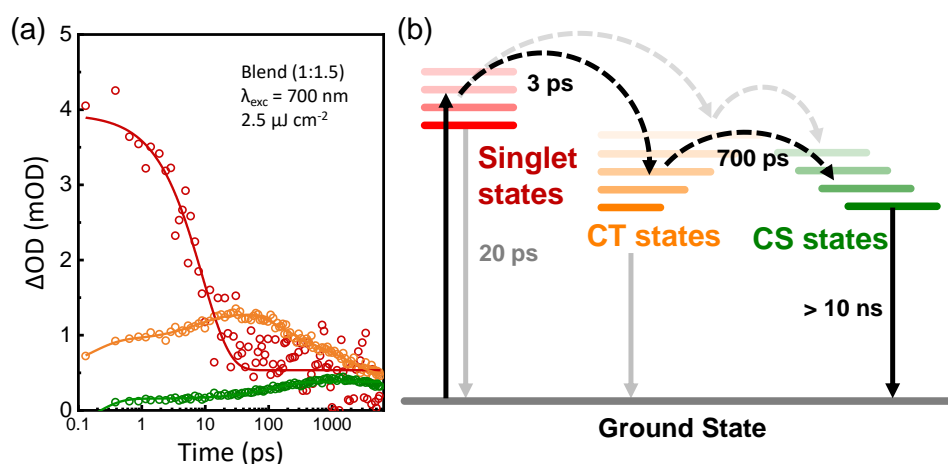 (a)
5
4
3
2
1
0
ΔOD (mOD)
0.1
1
10
100
1000
Time (ps)
Blend (1:1.5)
λexc = 700 nm
2.5 μJ cm-2
(b)
3 ps
700 ps
Singlet
states
CT states
CS states
20 ps
> 10 ns
Ground State